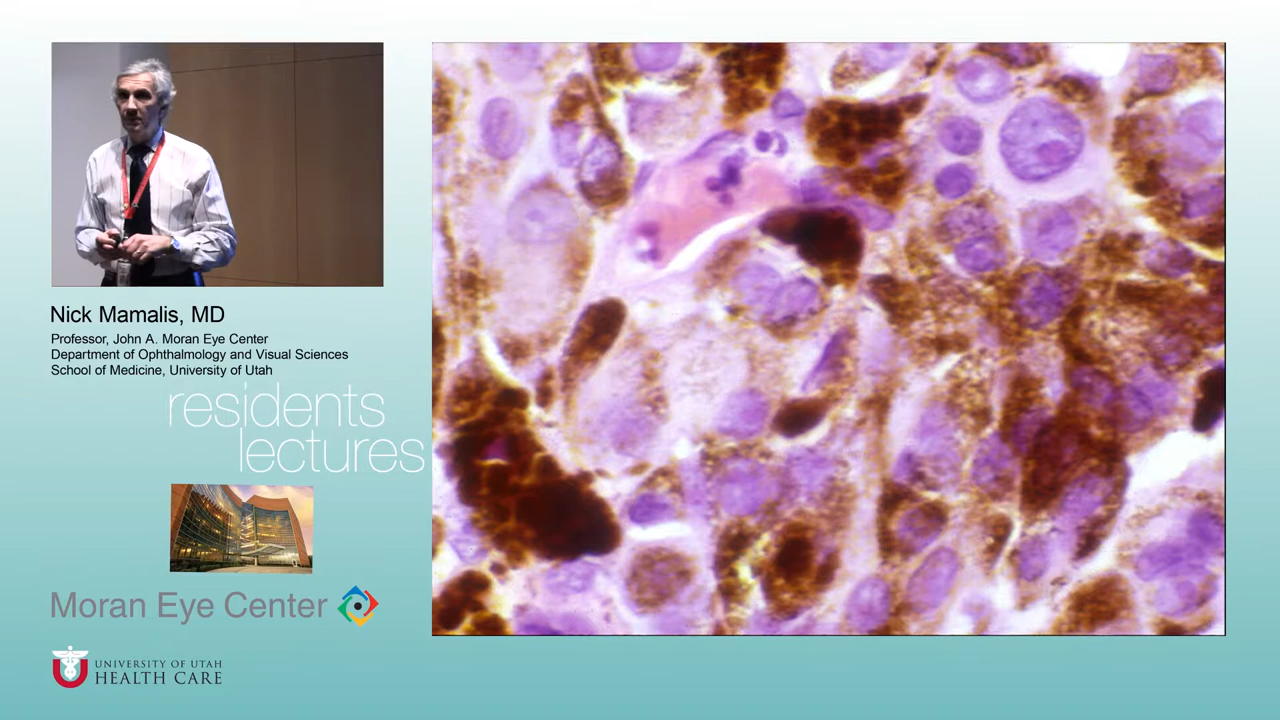 Nick Mamalis, MD
Professor, John A. Moran Eye Center
Department of Ophthalmology and Visual Sciences
School of Medicine, University of Utah
residents
lectures
Moran Eye Center
UNIVERSITY OF UTAH
HEALTH CARE